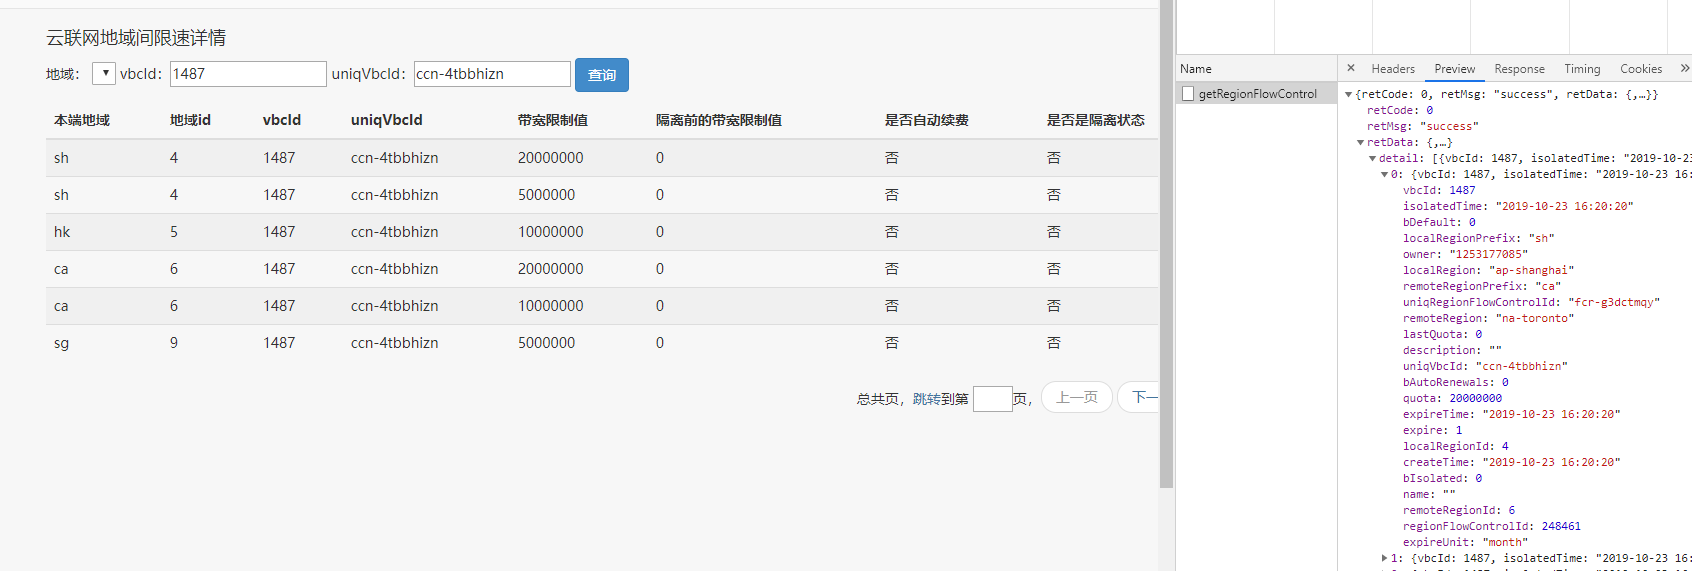 云联网地域间限速详情
地域： vbcId：1487 uniqVbcId：ccn-4tbbhizn 查询
本端地域 地域id vbcId uniqVbcId 带宽限制值 隔离前的带宽限制值 是否自动续费 是否是隔离状态
sh 4 1487 ccn-4tbbhizn 20000000 0 否 否
sh 4 1487 ccn-4tbbhizn 5000000 0 否 否
hk 5 1487 ccn-4tbbhizn 10000000 0 否 否
ca 6 1487 ccn-4tbbhizn 20000000 0 否 否
ca 6 1487 ccn-4tbbhizn 10000000 0 否 否
sg 9 1487 ccn-4tbbhizn 5000000 0 否 否
总共页，跳转到第 页， 上一页 下一
Name
getRegionFlowControl
× Headers Preview Response Timing Cookies »
{retCode: 0, retMsg: "success", retData: {,…}}
retCode: 0
retMsg: "success"
retData: {,…}
detail: [{vbcId: 1487, isolatedTime: "2019-10-23
0: {vbcId: 1487, isolatedTime: "2019-10-23 16:
vbcId: 1487
isolatedTime: "2019-10-23 16:20:20"
bDefault: 0
localRegionPrefix: "sh"
owner: "1253177085"
localRegion: "ap-shanghai"
remoteRegionPrefix: "ca"
uniqRegionFlowControlId: "fcr-g3dctmqy"
remoteRegion: "na-toronto"
lastQuota: 0
description: ""
uniqVbcId: "ccn-4tbbhizn"
bAutoRenewals: 0
quota: 20000000
expireTime: "2019-10-23 16:20:20"
expire: 1
localRegionId: 4
createTime: "2019-10-23 16:20:20"
bIsolated: 0
name: ""
remoteRegionId: 6
regionFlowControlId: 248461
expireUnit: "month"
1: {vbcId: 1487, isolatedTime: "2019-10-23 16: